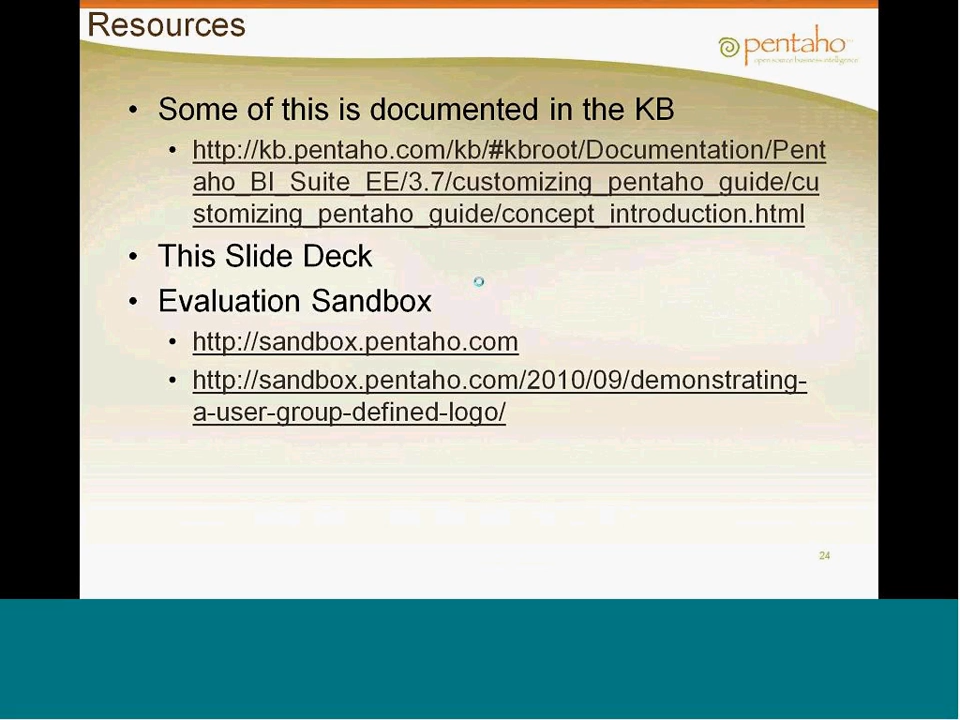 Resources
pentaho
open source business intelligence
• Some of this is documented in the KB
• http://kb.pentaho.com/kb/#kbroot/Documentation/Pent
aho_BI_Suite_EE/3.7/customizing_pentaho_guide/cu
stomizing_pentaho_guide/concept_introduction.html
• This Slide Deck
• Evaluation Sandbox
• http://sandbox.pentaho.com
• http://sandbox.pentaho.com/2010/09/demonstrating-
a-user-group-defined-logo/
24